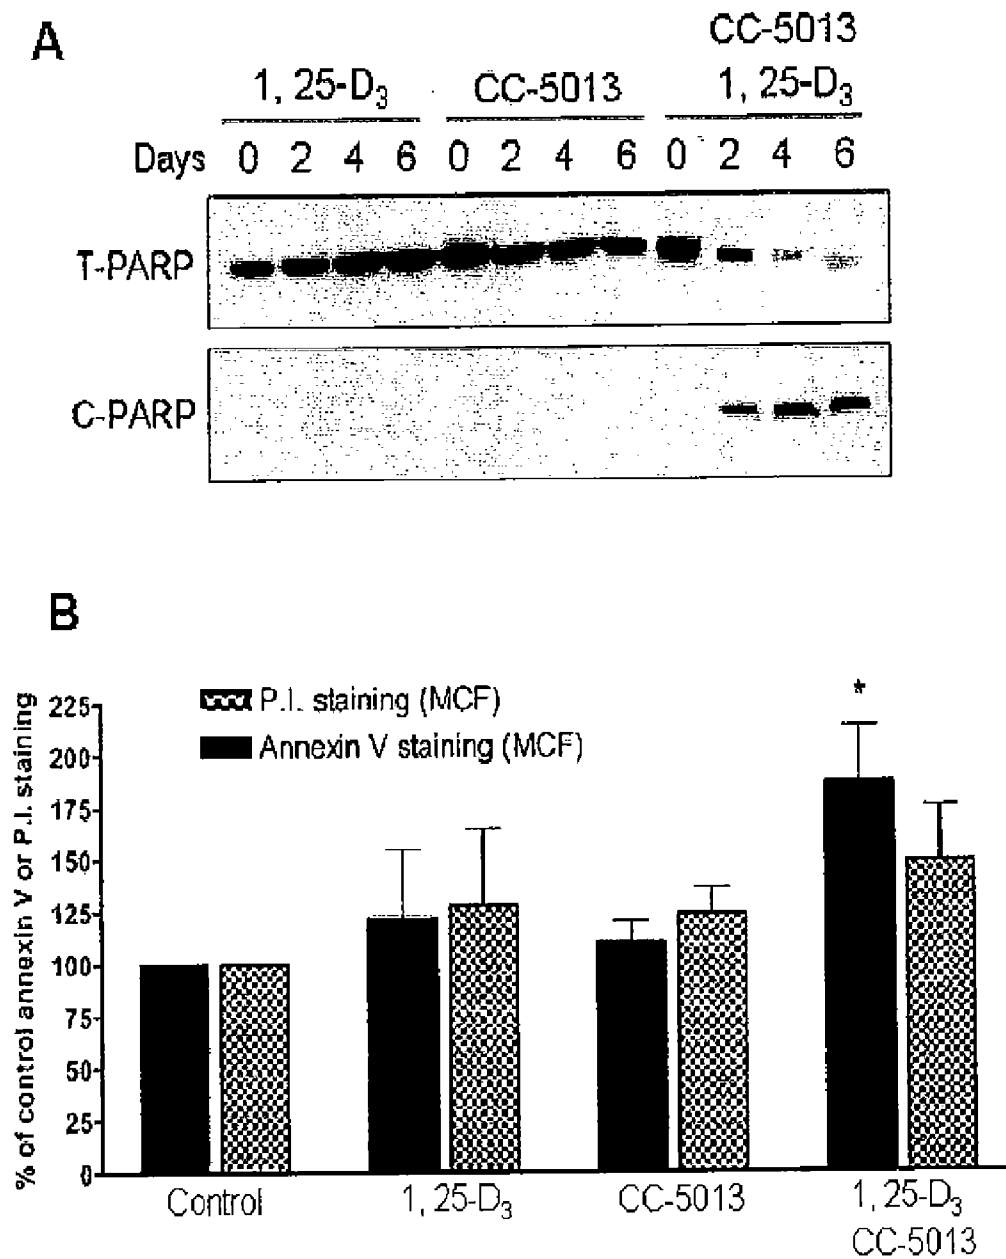 A
CC-5013
1, 25-D3 CC-5013 1, 25-D3
Days 0 2 4 6 0 2 4 6 0 2 4 6
T-PARP
C-PARP
B
% of control annexin V or P.I. staining
P.I. staining (MCF)
Annexin V staining (MCF)
*
225
200
175
150
125
100
75
50
25
0
Control 1, 25-D3 CC-5013 1, 25-D3
CC-5013